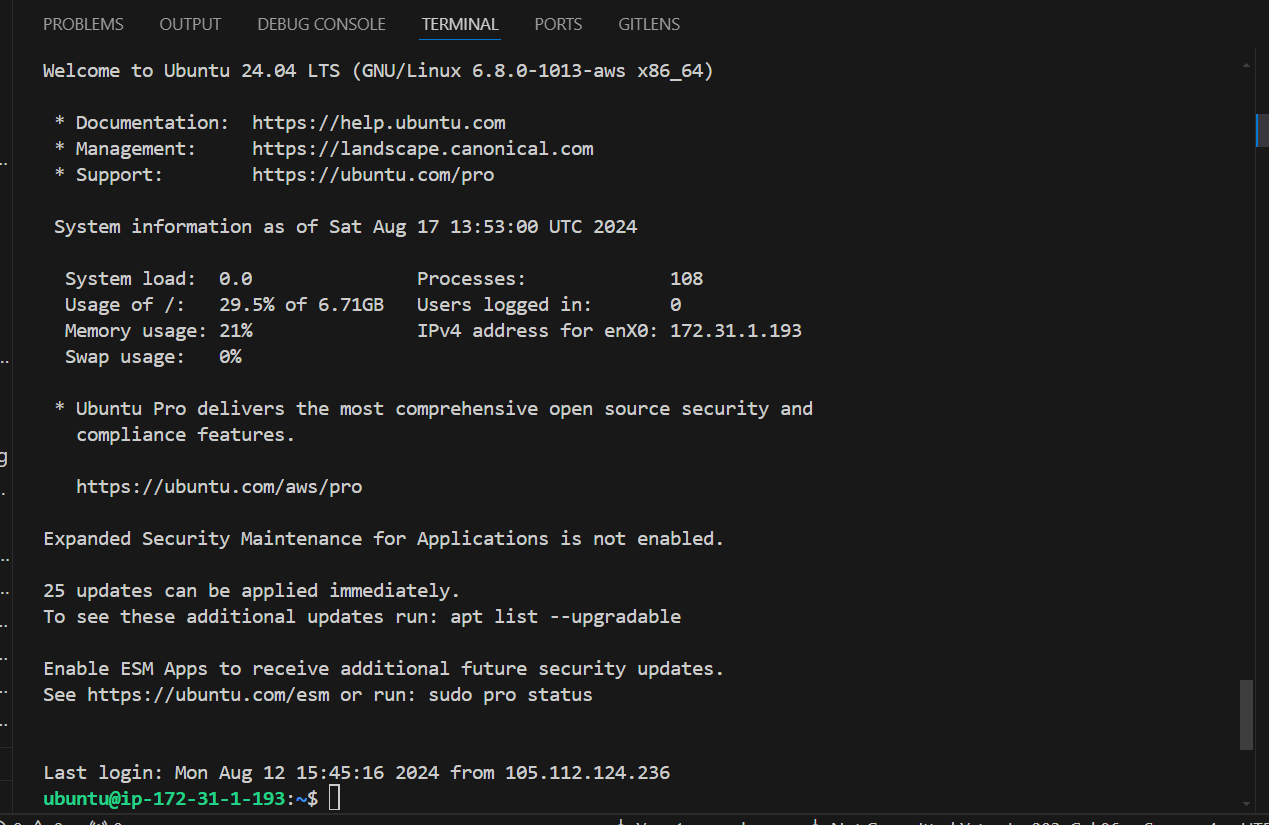 PROBLEMS OUTPUT DEBUG CONSOLE TERMINAL PORTS GITLENS
Welcome to Ubuntu 24.04 LTS (GNU/Linux 6.8.0-1013-aws x86_64)
* Documentation: https://help.ubuntu.com
* Management: https://landscape.canonical.com
* Support: https://ubuntu.com/pro
System information as of Sat Aug 17 13:53:00 UTC 2024
System load: 0.0 Processes: 108
Usage of /: 29.5% of 6.71GB Users logged in: 0
Memory usage: 21% IPv4 address for enX0: 172.31.1.193
Swap usage: 0%
* Ubuntu Pro delivers the most comprehensive open source security and
compliance features.
https://ubuntu.com/aws/pro
Expanded Security Maintenance for Applications is not enabled.
25 updates can be applied immediately.
To see these additional updates run: apt list --upgradable
Enable ESM Apps to receive additional future security updates.
See https://ubuntu.com/esm or run: sudo pro status
Last login: Mon Aug 12 15:45:16 2024 from 105.112.124.236
ubuntu@ip-172-31-1-193:~$